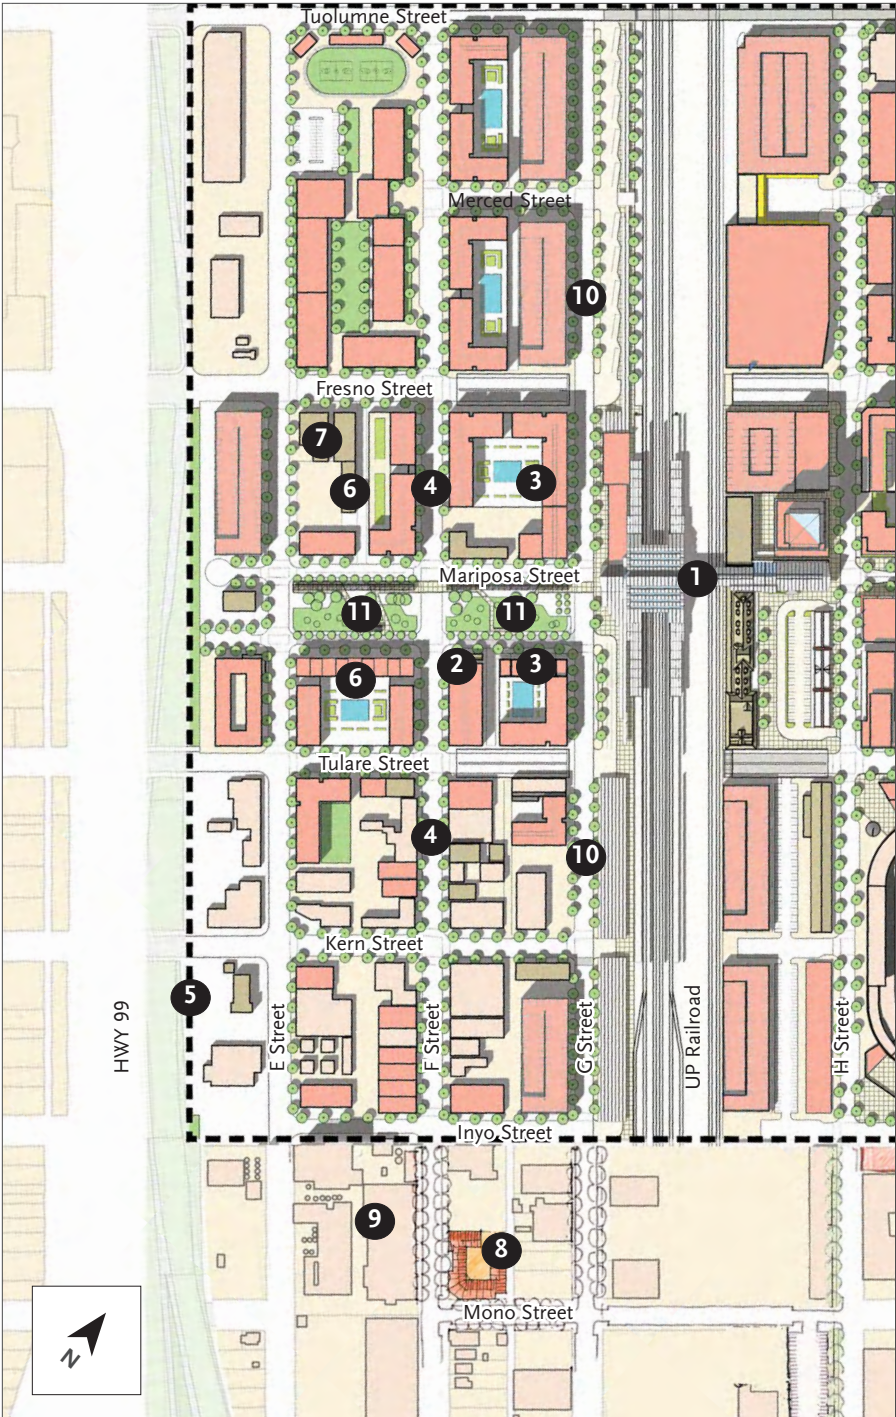 Tuolumne Street
Merced Street
10
Fresno Street
7
6
4
3
Mariposa Street
1
11
11
2
3
6
Tulare Street
4
10
Kern Street
5
HWY 99
E Street
F Street
G Street
UP Railroad
H Street
Inyo Street
9
8
Mono Street
N